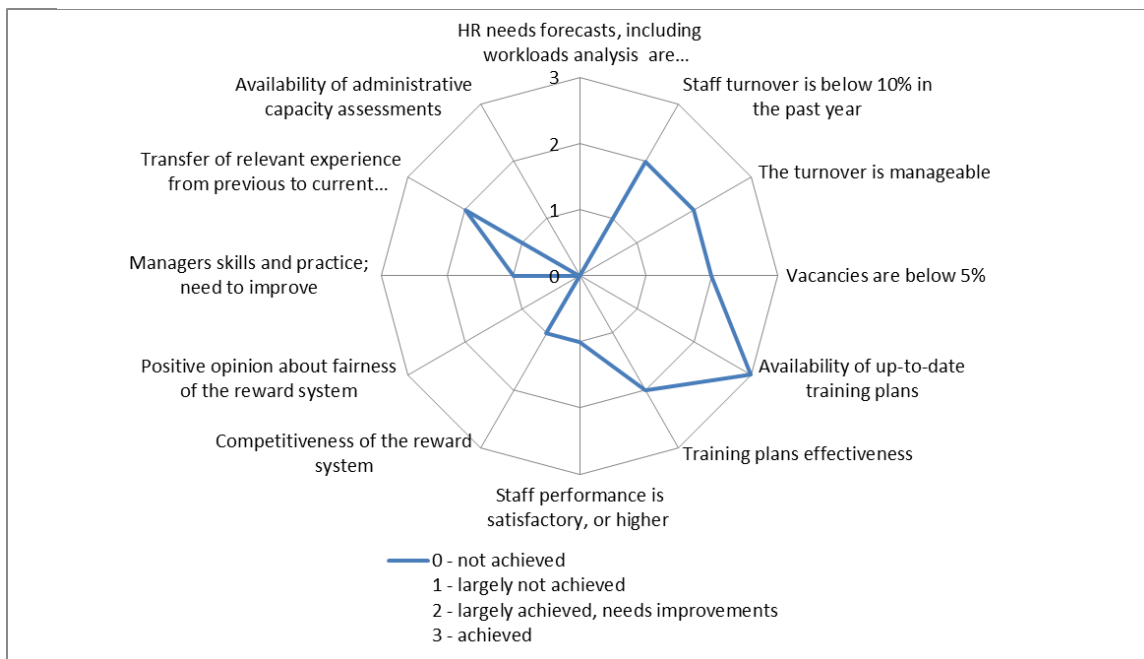 HR needs forecasts, including
workloads analysis are...
Staff turnover is below 10% in
the past year
The turnover is manageable
Vacancies are below 5%
Availability of up-to-date
training plans
Training plans effectiveness
Staff performance is
satisfactory, or higher
Competitiveness of the reward
system
Positive opinion about fairness
of the reward system
Managers skills and practice;
need to improve
Transfer of relevant experience
from previous to current...
Availability of administrative
capacity assessments
3
2
1
0
0 - not achieved
1 - largely not achieved
2 - largely achieved, needs improvements
3 - achieved